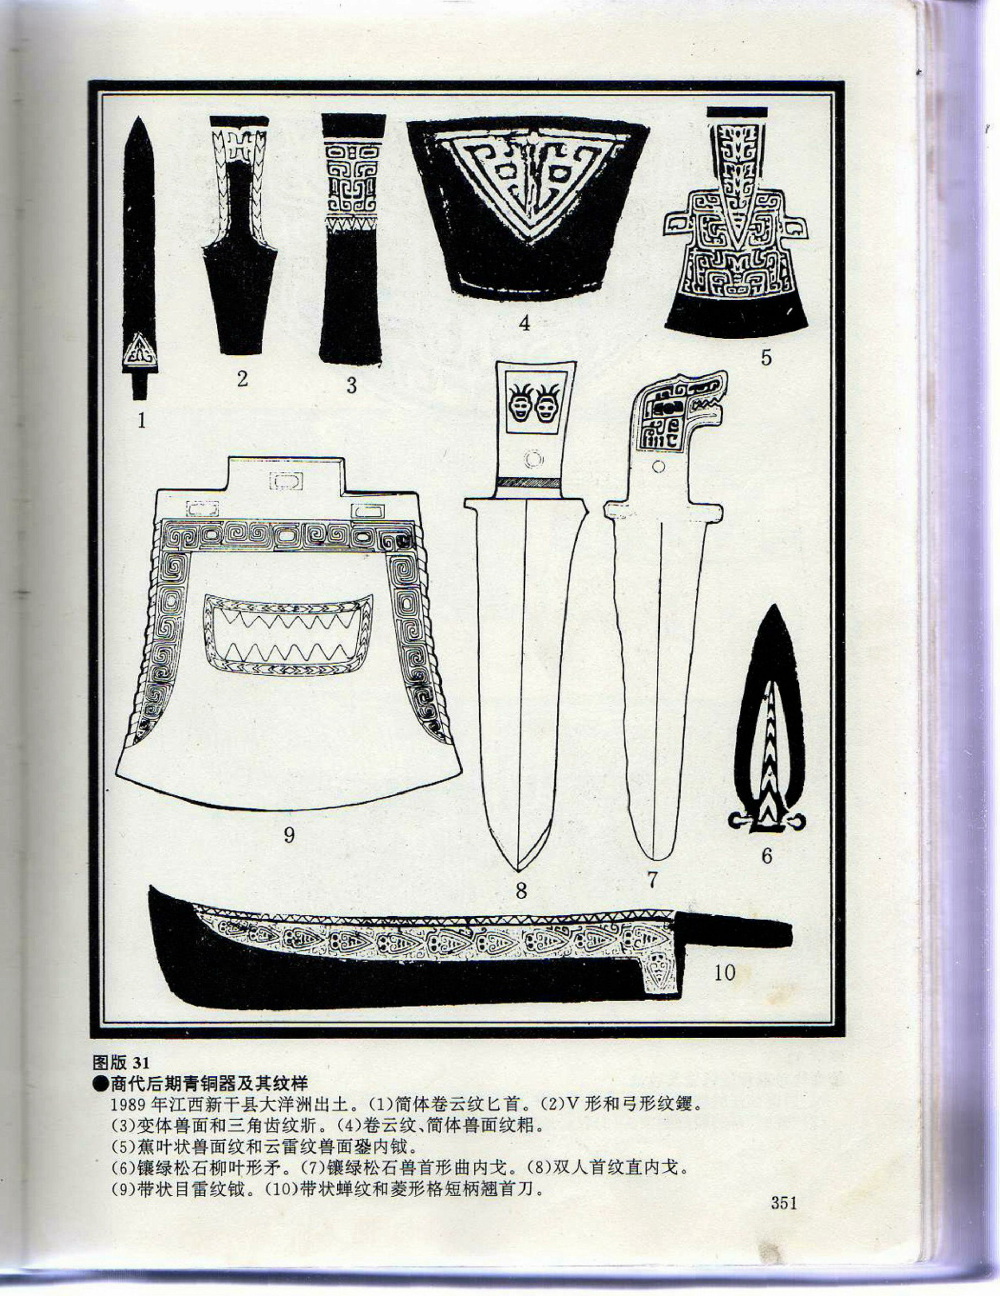 1
2
3
4
5
6
7
8
9
10
图版 31
●商代后期青铜器及其纹样
1989 年江西新干县大洋洲出土。(1)简体卷云纹匕首。(2)V 形和弓形纹钁。
(3)变体兽面和三角齿纹斨。(4)卷云纹、简体兽面纹耜。
(5)蕉叶状兽面纹和云雷纹兽面銎内钺。
(6)镶绿松石柳叶形矛。(7)镶绿松石兽首形曲内戈。(8)双人首纹直内戈。
(9)带状目雷纹钺。(10)带状蝉纹和菱形格短柄翘首刀。
351